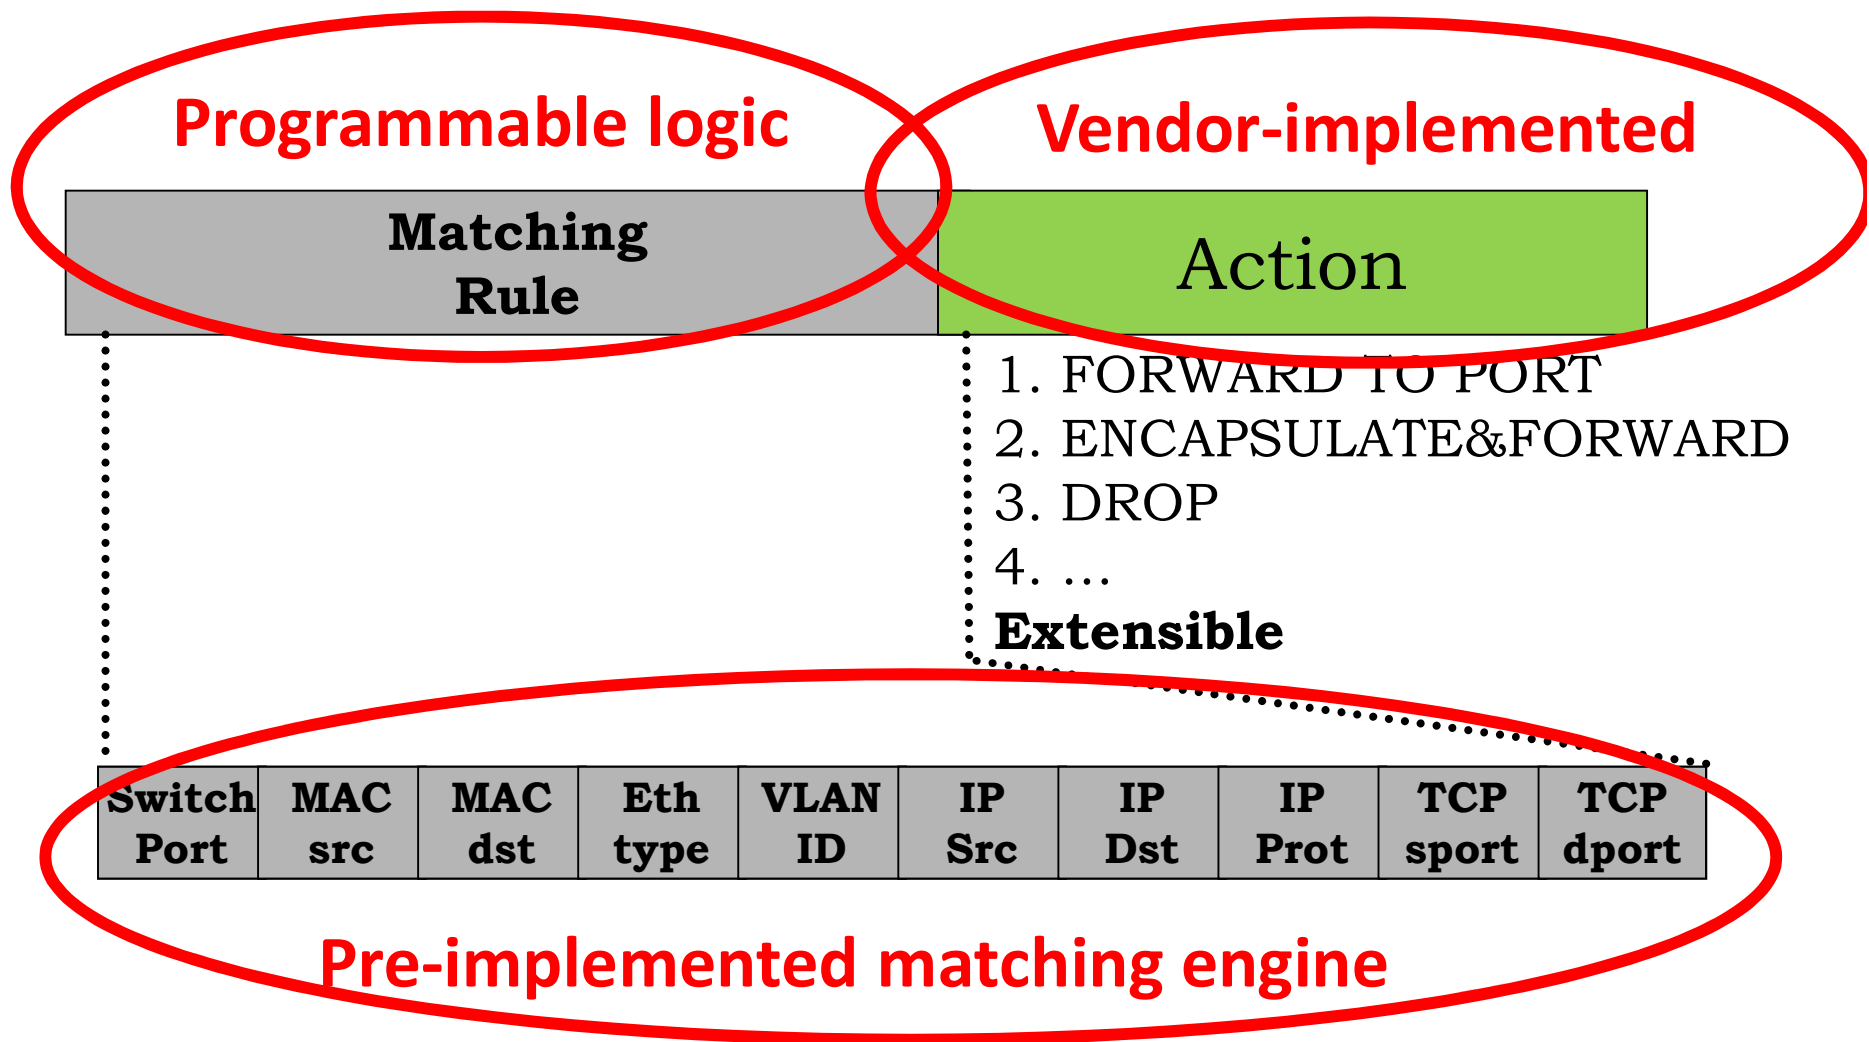 Programmable logic
Vendor-implemented
Matching
Rule
Action
1. FORWARD TO PORT
2. ENCAPSULATE&FORWARD
3. DROP
4. ...
Extensible
Switch Port
MAC src
MAC dst
Eth type
VLAN ID
IP Src
IP Dst
IP Prot
TCP sport
TCP dport
Pre-implemented matching engine